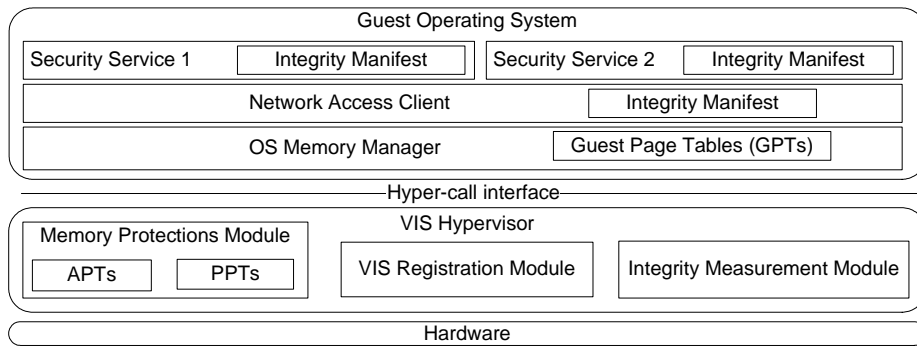 Guest Operating System
Security Service 1
Integrity Manifest
Security Service 2
Integrity Manifest
Network Access Client
Integrity Manifest
OS Memory Manager
Guest Page Tables (GPTs)
Hyper-call interface
VIS Hypervisor
Memory Protections Module
APTs
PPTs
VIS Registration Module
Integrity Measurement Module
Hardware